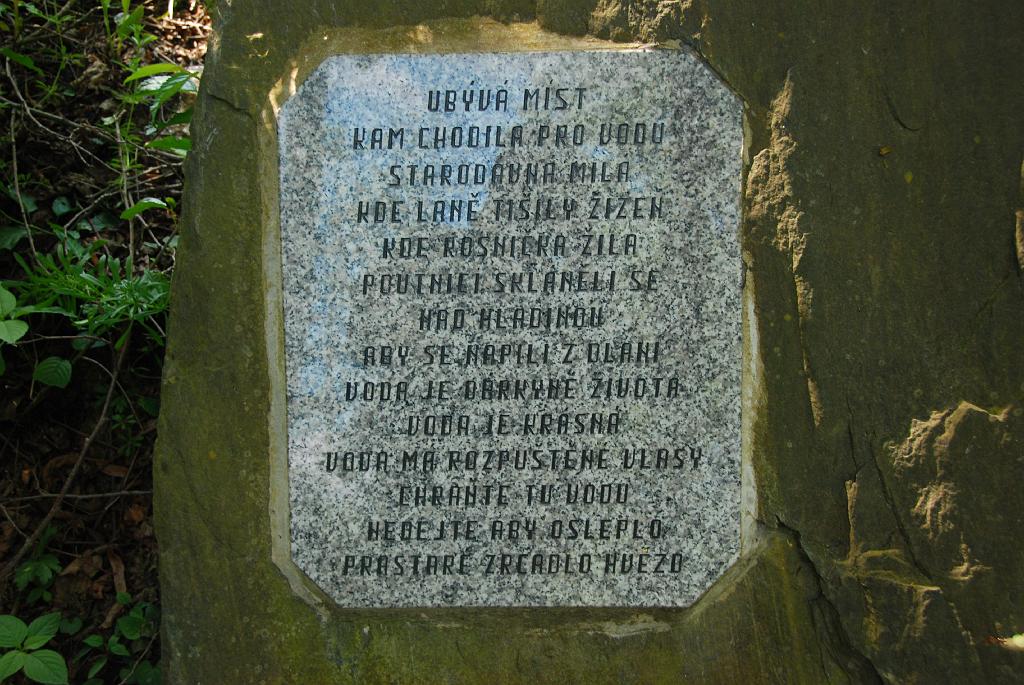 UBÝVÁ MÍST
KAM CHODILA PRO VODU
STARODÁVNÁ MILÁ
KDE LANĚ TIŠILY ŽÍZEŇ
KDE ROSNIČKA ŽILA
POUTNÍCI SKLÁNĚLI SE
NAD HLADINOU
ABY SE NAPILI Z DLANÍ
VODA JE OBRKYNĚ ŽIVOTA
VODA JE KRÁSNÁ
VODA MÁ ROZPUŠTĚNÉ VLASY
CHRAŇTE TU VODU
NEDEJTE ABY OSLEPLO
PRASTARÉ ZRCADLO HVĚZD